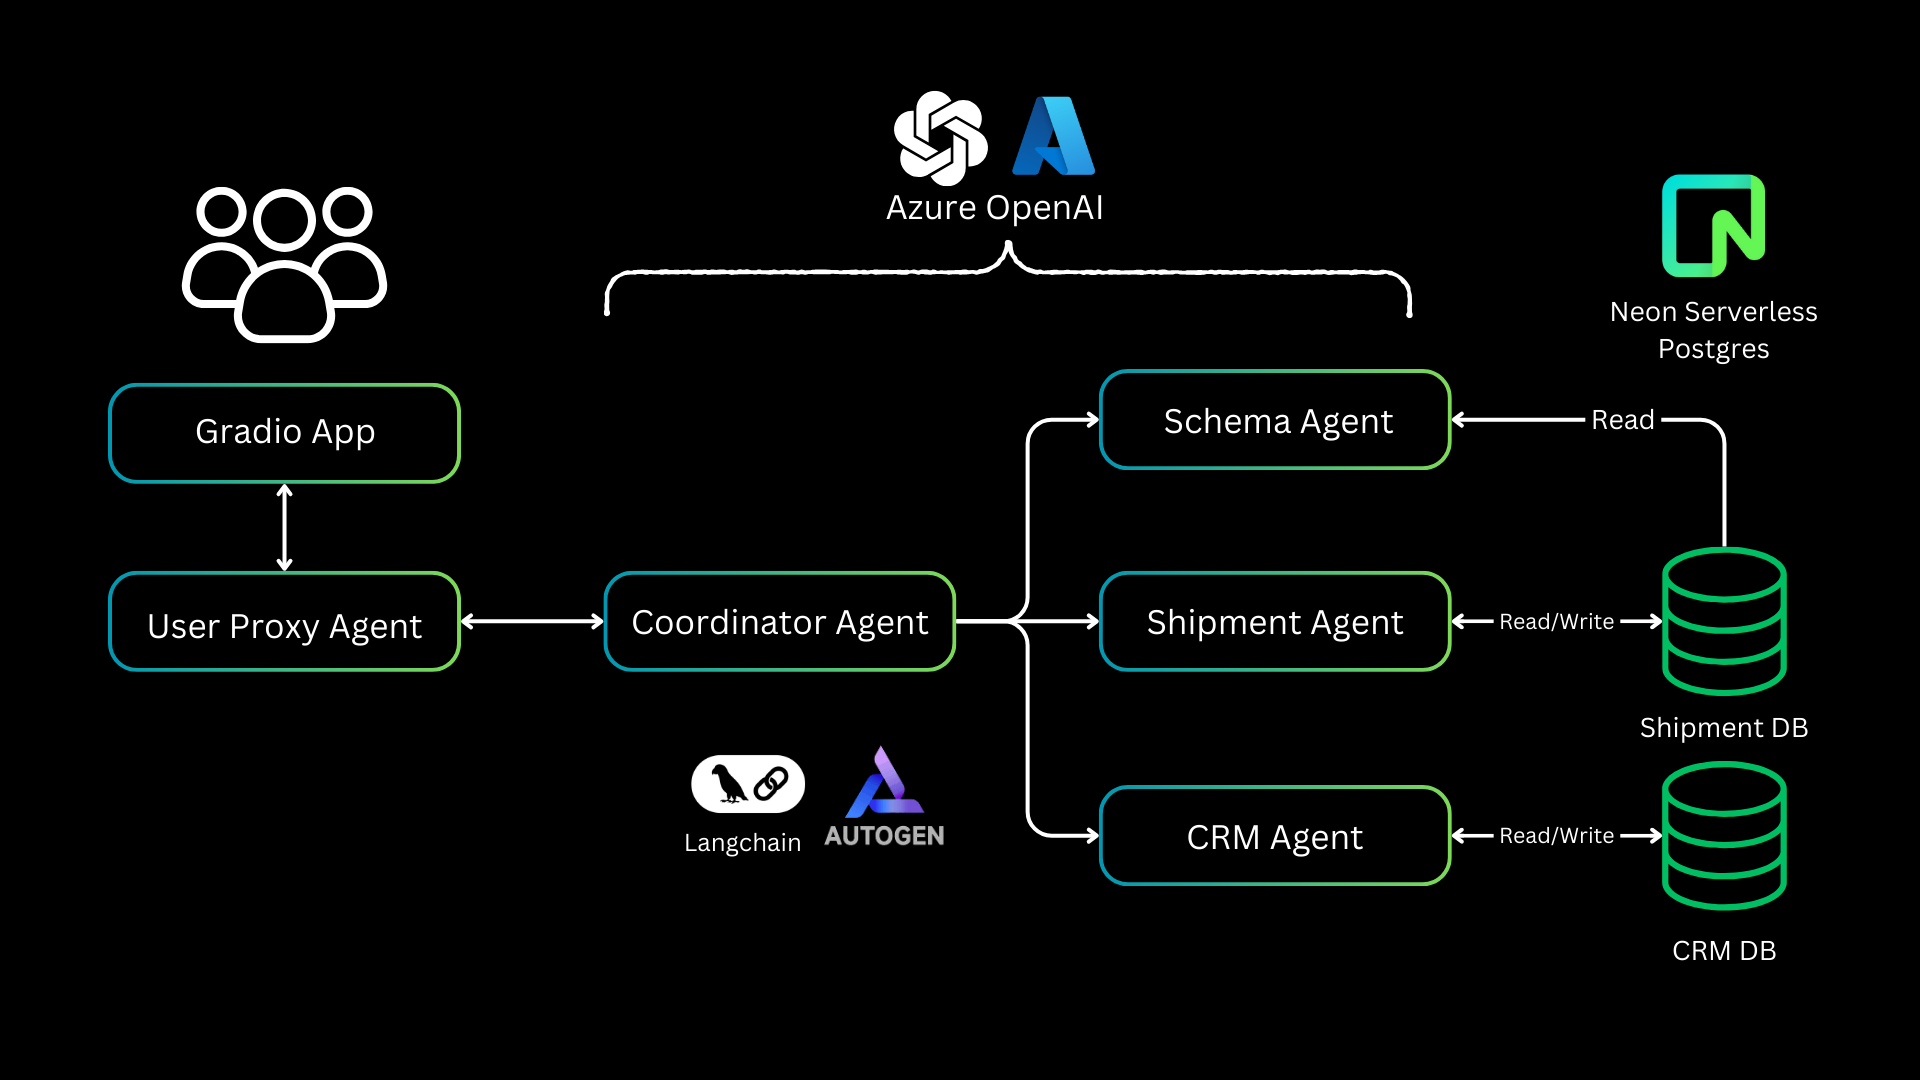 Azure OpenAI
Neon Serverless
Postgres
Gradio App
Schema Agent
Read
User Proxy Agent
Coordinator Agent
Shipment Agent
Read/Write
Shipment DB
Langchain
AUTOGEN
CRM Agent
Read/Write
CRM DB